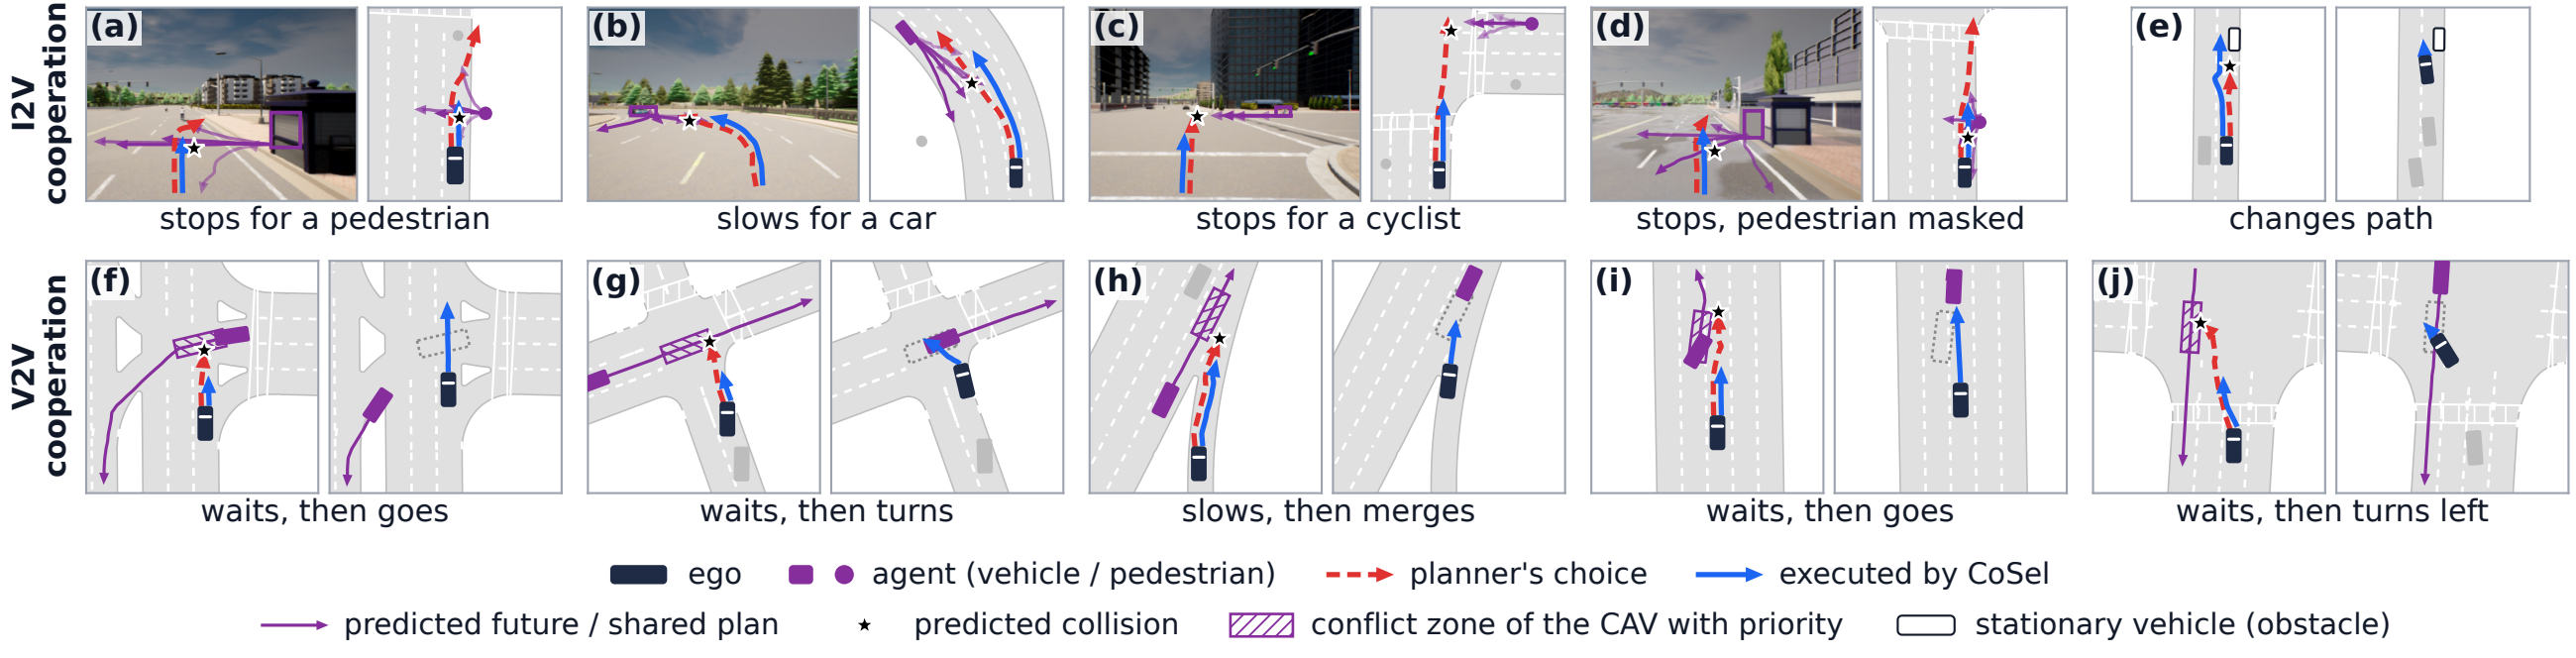 I2V cooperation
(a)
(b)
(c)
(d)
(e)
stops for a pedestrian
slows for a car
stops for a cyclist
stops, pedestrian masked
changes path
V2V cooperation
(f)
(g)
(h)
(i)
(j)
waits, then goes
waits, then turns
slows, then merges
waits, then goes
waits, then turns left
ego
agent (vehicle / pedestrian)
planner's choice
executed by CoSel
predicted future / shared plan
predicted collision
conflict zone of the CAV with priority
stationary vehicle (obstacle)